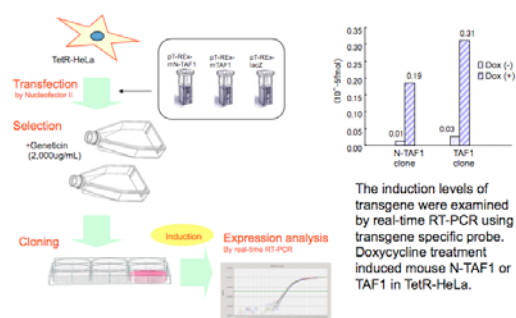 TetR-HeLa
pT-REx-
mN-TAF1
pT-REx-
mTAF1
pT-REx-
lacZ
Transfection
by Nucleofector II
Selection
+Geneticin
(2,000ug/mL)
Cloning
Induction
Expression analysis
By real-time RT-PCR
0.35
0.30
0.25
0.20
0.15
0.10
0.05
0.00
0.01
0.19
0.03
0.31
Dox (-)
Dox (+)
N-TAF1
clone
TAF1
clone
The induction levels of
transgene were examined
by real-time RT-PCR using
transgene specific probe.
Doxycycline treatment
induced mouse N-TAF1 or
TAF1 in TetR-HeLa.